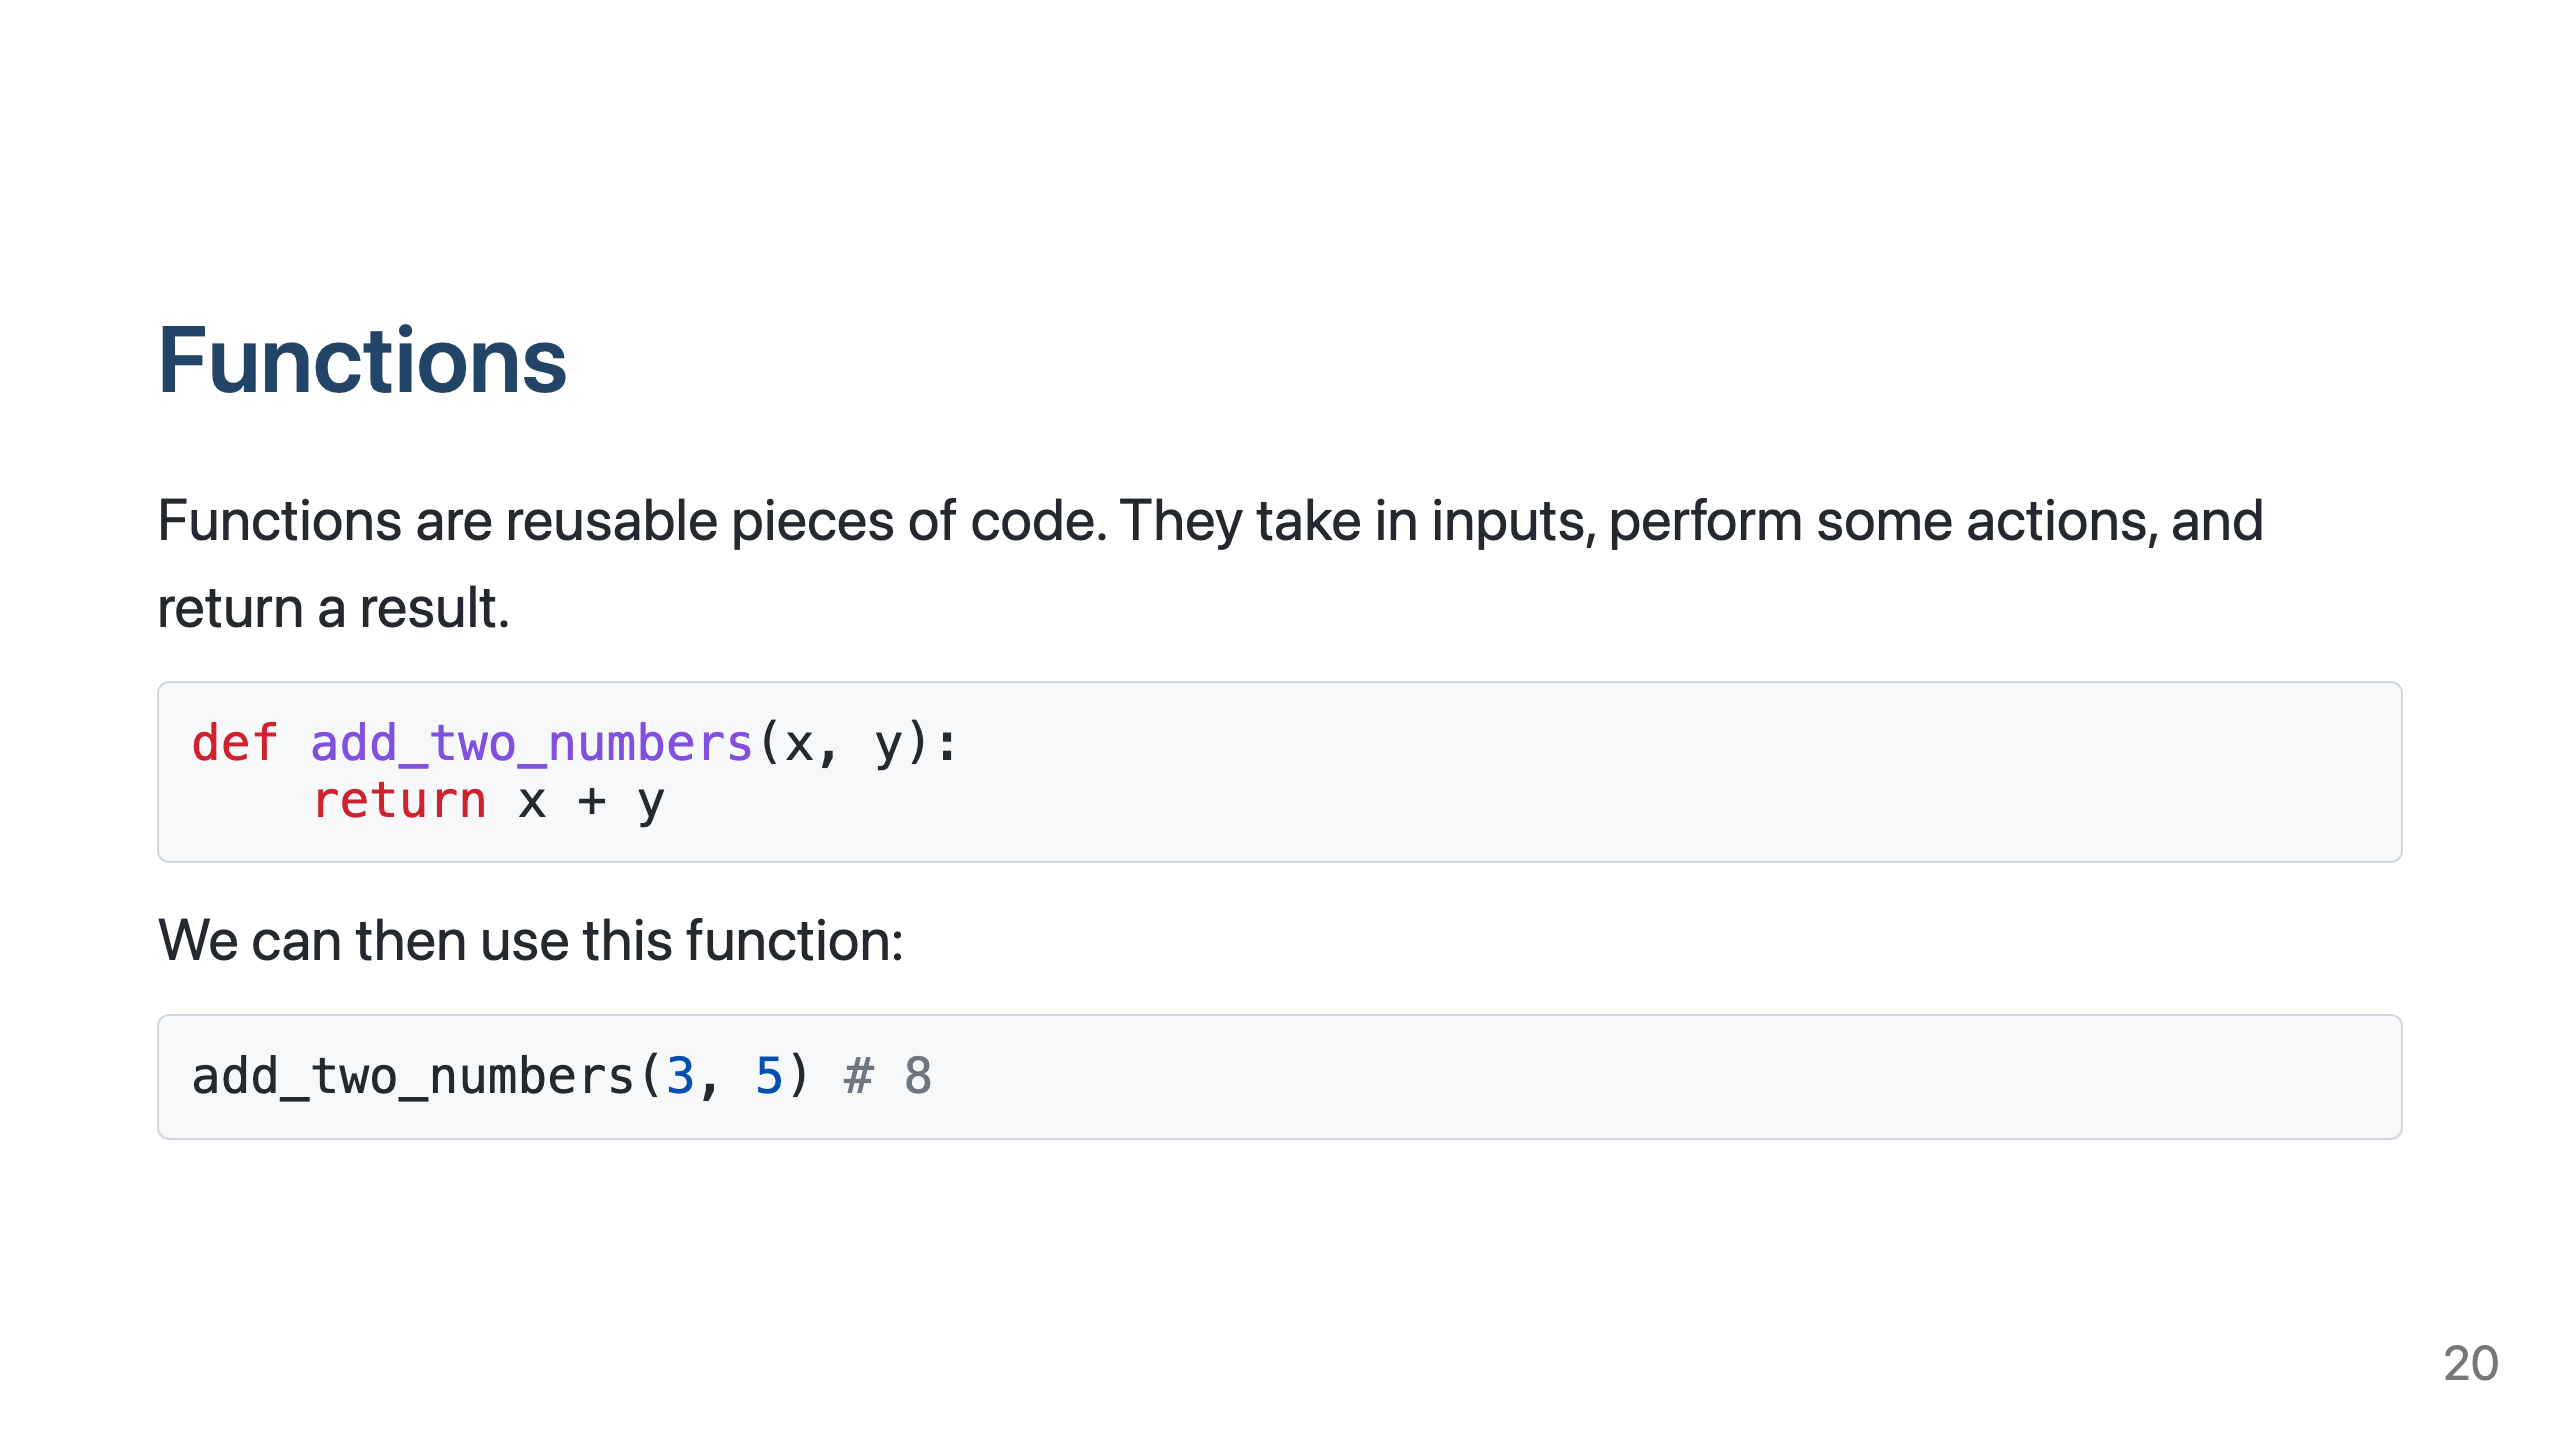 Functions
Functions are reusable pieces of code. They take in inputs, perform some actions, and
return a result.
def add_two_numbers(x, y):
    return x + y
We can then use this function:
add_two_numbers(3, 5) # 8
20